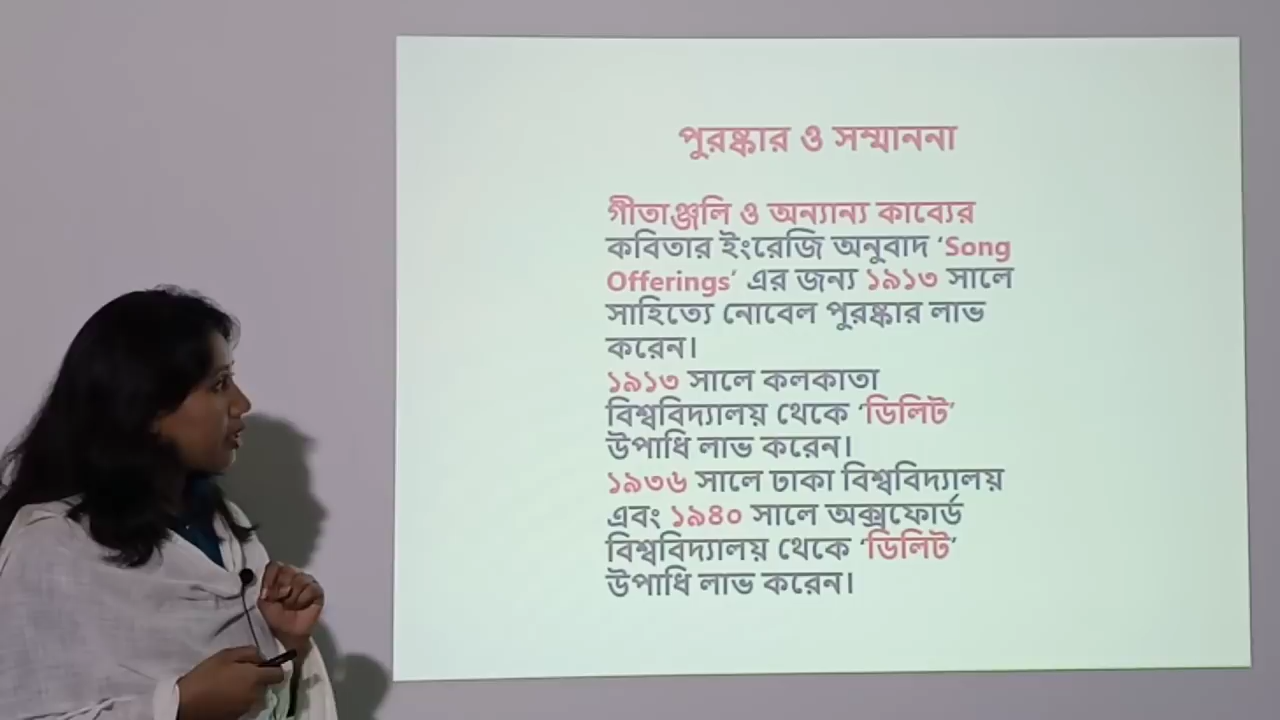 পুরষ্কার ও সম্মাননা
গীতাঞ্জলি ও অন্যান্য কাব্যের
কবিতার ইংরেজি অনুবাদ ‘Song
Offerings’ এর জন্য ১৯১৩ সালে
সাহিত্যে নোবেল পুরষ্কার লাভ
করেন।
১৯১৩ সালে কলকাতা
বিশ্ববিদ্যালয় থেকে ‘ডিলিট’
উপাধি লাভ করেন।
১৯৩৬ সালে ঢাকা বিশ্ববিদ্যালয়
এবং ১৯৪০ সালে অক্সফোর্ড
বিশ্ববিদ্যালয় থেকে ‘ডিলিট’
উপাধি লাভ করেন।